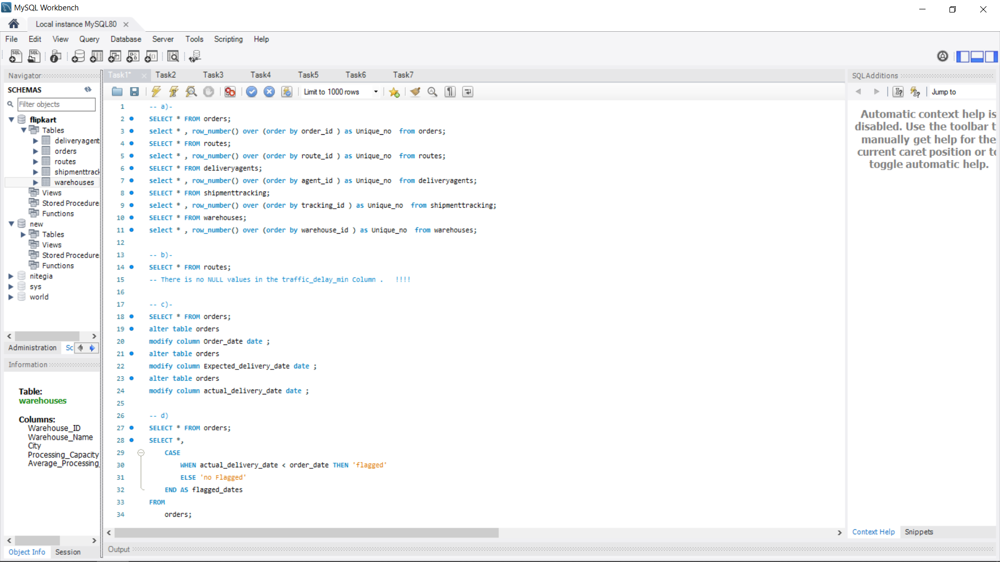 MySQL Workbench
Local instance MySQL80
File Edit View Query Database Server Tools Scripting Help
Navigator
SCHEMAS
Filter objects
flipkart
Tables
deliveryagent
orders
routes
shipmenttrack
warehouses
Views
Stored Procedure
Functions
new
Tables
Views
Stored Procedure
Functions
nitegia
sys
world
Administration Sc
Information
Table:
warehouses
Columns:
Warehouse_ID
Warehouse_Name
City
Processing_Capacity
Average_Processing_
Object Info Session
Task1* Task2 Task3 Task4 Task5 Task6 Task7
Limit to 1000 rows
1 -- a)-
2 SELECT * FROM orders;
3 select * , row_number() over (order by order_id ) as Unique_no  from orders;
4 SELECT * FROM routes;
5 select * , row_number() over (order by route_id ) as Unique_no  from routes;
6 SELECT * FROM deliveryagents;
7 select * , row_number() over (order by agent_id ) as Unique_no  from deliveryagents;
8 SELECT * FROM shipmenttracking;
9 select * , row_number() over (order by tracking_id ) as Unique_no  from shipmenttracking;
10 SELECT * FROM warehouses;
11 select * , row_number() over (order by warehouse_id ) as Unique_no  from warehouses;
12
13 -- b)-
14 SELECT * FROM routes;
15 -- There is no NULL values in the traffic_delay_min Column .   !!!!
16
17 -- c)-
18 SELECT * FROM orders;
19 alter table orders
20 modify column Order_date date ;
21 alter table orders
22 modify column Expected_delivery_date date ;
23 alter table orders
24 modify column actual_delivery_date date ;
25
26 -- d)
27 SELECT * FROM orders;
28 SELECT *,
29     CASE
30         WHEN actual_delivery_date < order_date THEN 'flagged'
31         ELSE 'no Flagged'
32     END AS flagged_dates
33 FROM
34     orders;
Output
SQLAdditions
Jump to
Automatic context help is
disabled. Use the toolbar t
manually get help for the
current caret position or to
toggle automatic help.
Context Help Snippets